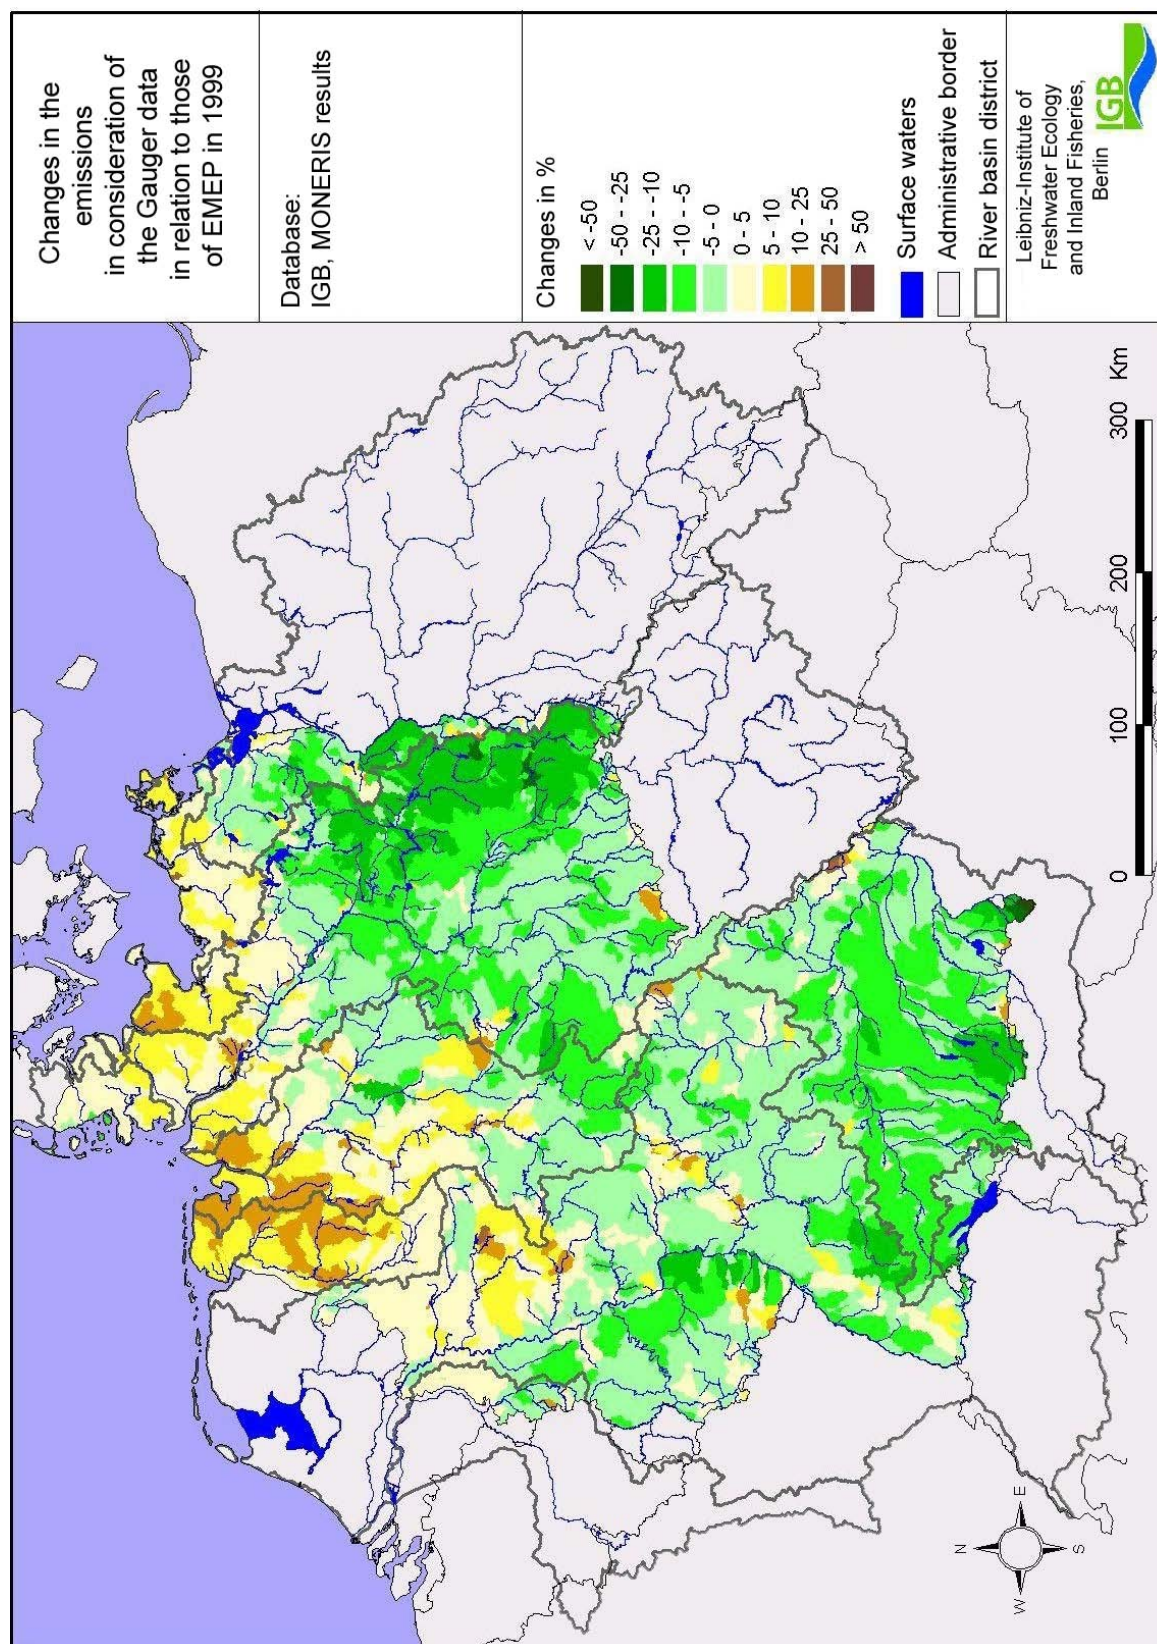 Changes in the
emissions
in consideration of
the Gauger data
in relation to those
of EMEP in 1999
Database:
IGB, MONERIS results
Changes in %
< -50
-50 - -25
-25 - -10
-10 - -5
-5 - 0
0 - 5
5 - 10
10 - 25
25 - 50
> 50
Surface waters
Administrative border
River basin district
Leibniz-Institute of
Freshwater Ecology
and Inland Fisheries,
Berlin
IGB
0 100 200 300 Km
N
W E
S